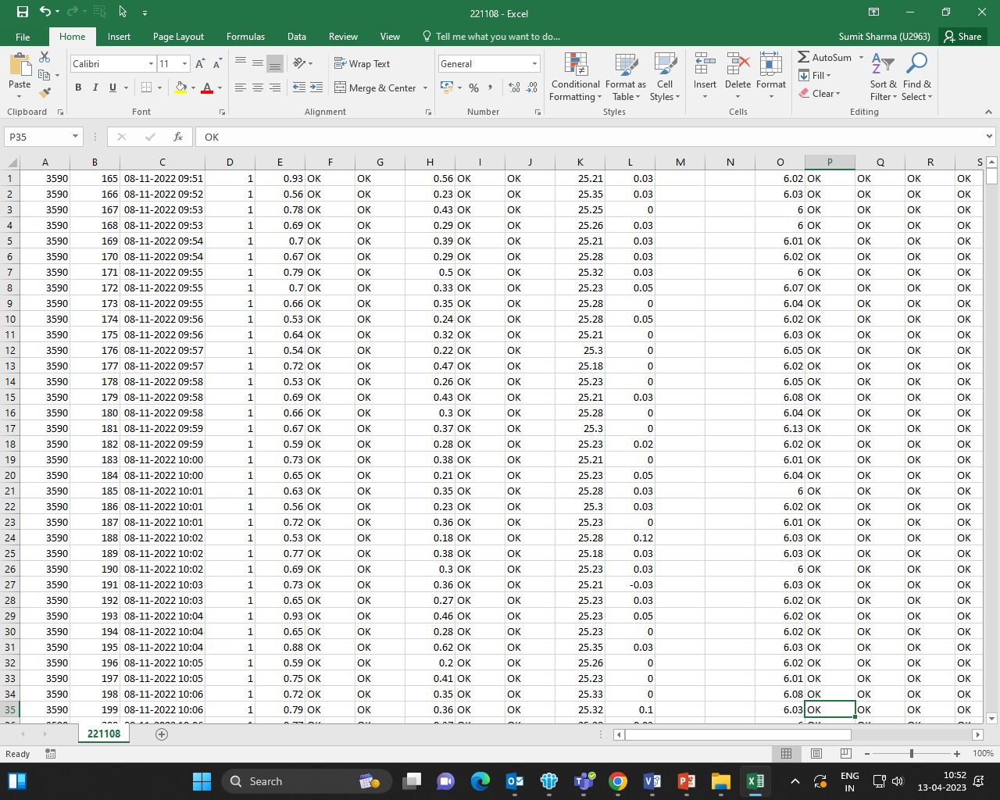 221108 - Excel
File Home Insert Page Layout Formulas Data Review View Tell me what you want to do... Sumit Sharma (U2963) Share
Paste
Calibri 11
Wrap Text
General
Conditional Formatting
Format as Table
Cell Styles
Insert Delete Format
AutoSum
Fill
Clear
Sort & Filter
Find & Select
B I U A Merge & Center % ,
Clipboard Font Alignment Number Styles Cells Editing
P35 fx OK
A B C D E F G H I J K L M N O P Q R S
1 3590 165 08-11-2022 09:51 1 0.93 OK OK 0.56 OK OK 25.21 0.03 6.02 OK OK OK OK
2 3590 166 08-11-2022 09:52 1 0.56 OK OK 0.23 OK OK 25.35 0.03 6.03 OK OK OK OK
3 3590 167 08-11-2022 09:53 1 0.78 OK OK 0.43 OK OK 25.25 0 6 OK OK OK OK
4 3590 168 08-11-2022 09:53 1 0.69 OK OK 0.29 OK OK 25.26 0.03 6 OK OK OK OK
5 3590 169 08-11-2022 09:54 1 0.7 OK OK 0.39 OK OK 25.21 0.03 6.01 OK OK OK OK
6 3590 170 08-11-2022 09:54 1 0.67 OK OK 0.29 OK OK 25.28 0.03 6.02 OK OK OK OK
7 3590 171 08-11-2022 09:55 1 0.79 OK OK 0.5 OK OK 25.32 0.03 6 OK OK OK OK
8 3590 172 08-11-2022 09:55 1 0.7 OK OK 0.33 OK OK 25.23 0.05 6.07 OK OK OK OK
9 3590 173 08-11-2022 09:55 1 0.66 OK OK 0.35 OK OK 25.28 0 6.04 OK OK OK OK
10 3590 174 08-11-2022 09:56 1 0.53 OK OK 0.24 OK OK 25.28 0.05 6.02 OK OK OK OK
11 3590 175 08-11-2022 09:56 1 0.64 OK OK 0.32 OK OK 25.21 0 6.03 OK OK OK OK
12 3590 176 08-11-2022 09:57 1 0.54 OK OK 0.22 OK OK 25.3 0 6.05 OK OK OK OK
13 3590 177 08-11-2022 09:57 1 0.72 OK OK 0.47 OK OK 25.18 0 6.02 OK OK OK OK
14 3590 178 08-11-2022 09:58 1 0.53 OK OK 0.26 OK OK 25.23 0 6.05 OK OK OK OK
15 3590 179 08-11-2022 09:58 1 0.69 OK OK 0.43 OK OK 25.21 0.03 6.08 OK OK OK OK
16 3590 180 08-11-2022 09:58 1 0.66 OK OK 0.3 OK OK 25.28 0 6.04 OK OK OK OK
17 3590 181 08-11-2022 09:59 1 0.67 OK OK 0.37 OK OK 25.3 0 6.13 OK OK OK OK
18 3590 182 08-11-2022 09:59 1 0.59 OK OK 0.28 OK OK 25.23 0.02 6.02 OK OK OK OK
19 3590 183 08-11-2022 10:00 1 0.73 OK OK 0.38 OK OK 25.21 0 6.01 OK OK OK OK
20 3590 184 08-11-2022 10:00 1 0.65 OK OK 0.21 OK OK 25.23 0.05 6.04 OK OK OK OK
21 3590 185 08-11-2022 10:01 1 0.63 OK OK 0.35 OK OK 25.28 0.03 6 OK OK OK OK
22 3590 186 08-11-2022 10:01 1 0.56 OK OK 0.23 OK OK 25.3 0.03 6.02 OK OK OK OK
23 3590 187 08-11-2022 10:01 1 0.72 OK OK 0.36 OK OK 25.23 0 6.01 OK OK OK OK
24 3590 188 08-11-2022 10:02 1 0.53 OK OK 0.18 OK OK 25.28 0.12 6.03 OK OK OK OK
25 3590 189 08-11-2022 10:02 1 0.77 OK OK 0.38 OK OK 25.18 0.03 6.03 OK OK OK OK
26 3590 190 08-11-2022 10:02 1 0.69 OK OK 0.3 OK OK 25.23 0.03 6 OK OK OK OK
27 3590 191 08-11-2022 10:03 1 0.73 OK OK 0.36 OK OK 25.21 -0.03 6.03 OK OK OK OK
28 3590 192 08-11-2022 10:03 1 0.65 OK OK 0.27 OK OK 25.23 0.03 6.02 OK OK OK OK
29 3590 193 08-11-2022 10:04 1 0.93 OK OK 0.46 OK OK 25.23 0.05 6.02 OK OK OK OK
30 3590 194 08-11-2022 10:04 1 0.65 OK OK 0.28 OK OK 25.23 0 6.02 OK OK OK OK
31 3590 195 08-11-2022 10:04 1 0.88 OK OK 0.62 OK OK 25.35 0.03 6.03 OK OK OK OK
32 3590 196 08-11-2022 10:05 1 0.59 OK OK 0.2 OK OK 25.26 0 6.02 OK OK OK OK
33 3590 197 08-11-2022 10:05 1 0.75 OK OK 0.41 OK OK 25.23 0 6.01 OK OK OK OK
34 3590 198 08-11-2022 10:06 1 0.72 OK OK 0.35 OK OK 25.33 0 6.08 OK OK OK OK
35 3590 199 08-11-2022 10:06 1 0.79 OK OK 0.36 OK OK 25.32 0.1 6.03 OK OK OK OK
221108
Ready 100%
Search ENG 10:52
IN 13-04-2023